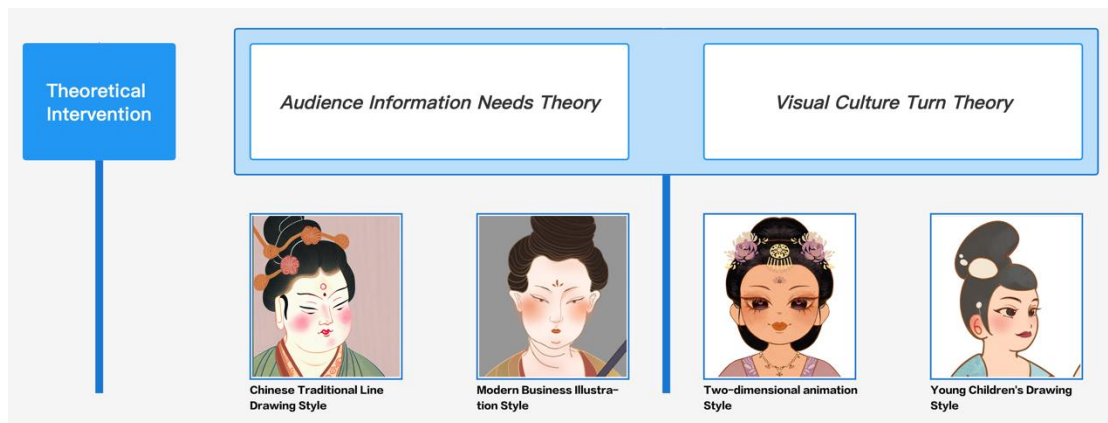 Theoretical
Intervention
Audience Information Needs Theory
Visual Culture Turn Theory
Chinese Traditional Line
Drawing Style
Modern Business Illustra-
tion Style
Two-dimensional animation
Style
Young Children's Drawing
Style